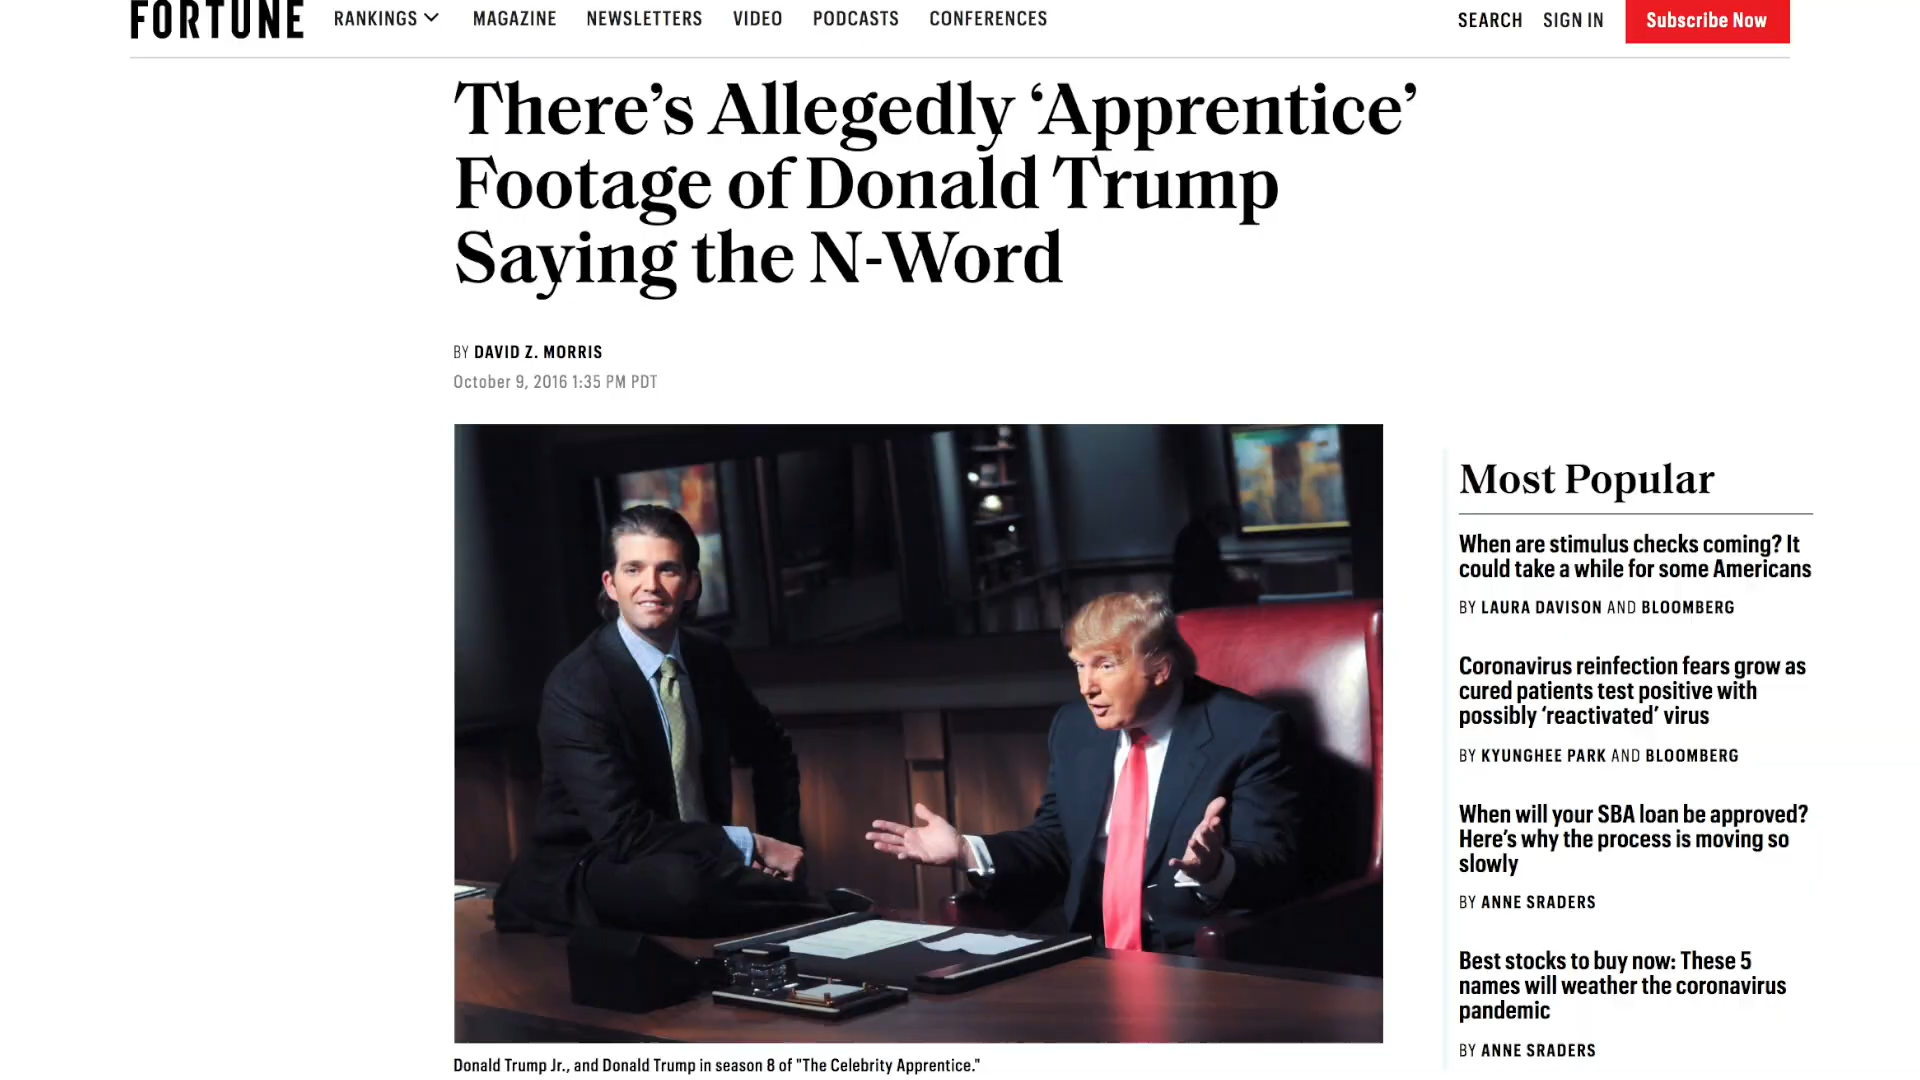 FORTUNE
RANKINGS
MAGAZINE
NEWSLETTERS
VIDEO
PODCASTS
CONFERENCES
SEARCH
SIGN IN
Subscribe Now
There’s Allegedly ‘Apprentice’
Footage of Donald Trump
Saying the N-Word
BY DAVID Z. MORRIS
October 9, 2016 1:35 PM PDT
Donald Trump Jr., and Donald Trump in season 8 of "The Celebrity Apprentice."
Most Popular
When are stimulus checks coming? It
could take a while for some Americans
BY LAURA DAVISON AND BLOOMBERG
Coronavirus reinfection fears grow as
cured patients test positive with
possibly ‘reactivated’ virus
BY KYUNGHEE PARK AND BLOOMBERG
When will your SBA loan be approved?
Here’s why the process is moving so
slowly
BY ANNE SRADERS
Best stocks to buy now: These 5
names will weather the coronavirus
pandemic
BY ANNE SRADERS